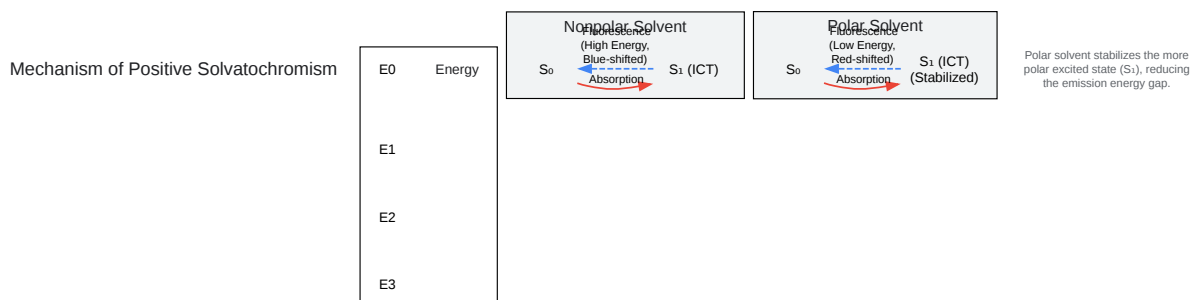 Mechanism of Positive Solvatochromism
E0
Energy
E1
E2
E3
Nonpolar Solvent
Fluorescence
(High Energy,
Blue-shifted)
S₀
S₁ (ICT)
Absorption
Polar Solvent
Fluorescence
(Low Energy,
Red-shifted)
S₀
S₁ (ICT)
(Stabilized)
Absorption
Polar solvent stabilizes the more
polar excited state (S₁), reducing
the emission energy gap.